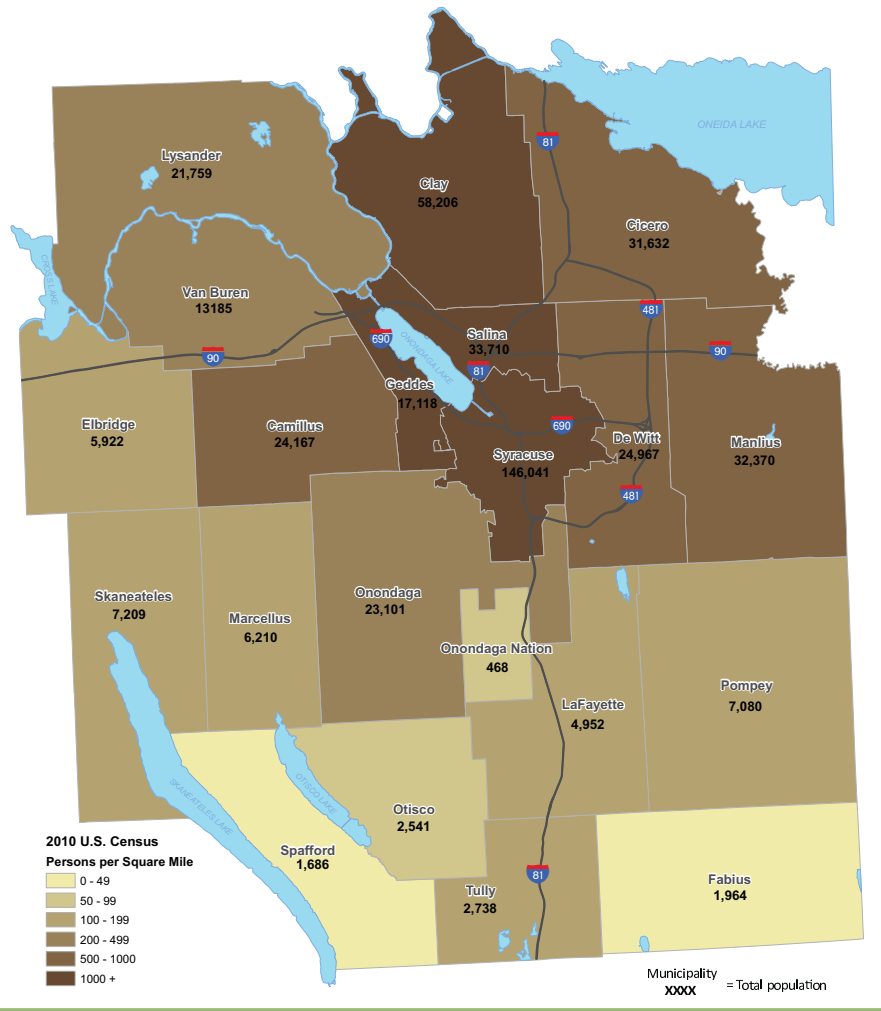 ONEIDA LAKE
81
Lysander
21,759
Clay
58,206
Cicero
31,632
CROSS LAKE
Van Buren
13185
481
690
ONONDAGA LAKE
Salina
33,710
90
90
81
Geddes
17,118
Elbridge
5,922
Camillus
24,167
690
De Witt
24,967
Manlius
32,370
Syracuse
146,041
481
Skaneateles
7,209
Marcellus
6,210
Onondaga
23,101
Onondaga Nation
468
LaFayette
4,952
Pompey
7,080
SKANEATELES LAKE
OTISCO LAKE
Otisco
2,541
Spafford
1,686
Tully
2,738
81
Fabius
1,964
2010 U.S. Census
Persons per Square Mile
0 - 49
50 - 99
100 - 199
200 - 499
500 - 1000
1000 +
Municipality
XXXX = Total population